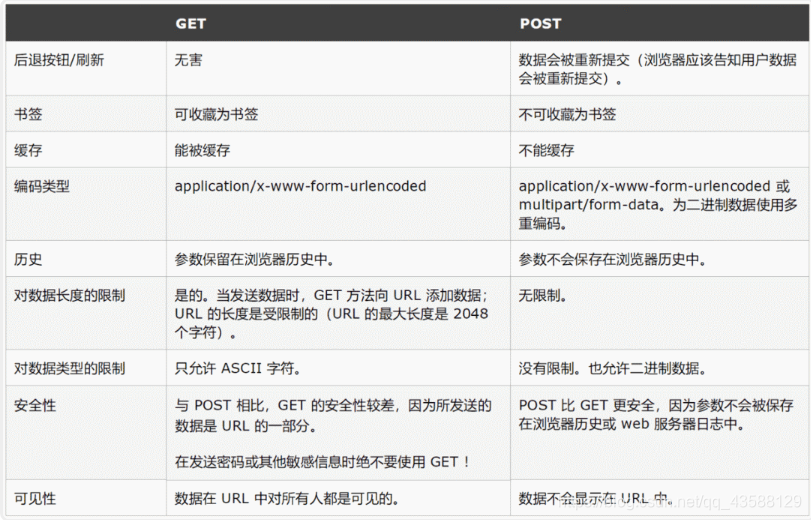 GET POST
后退按钮/刷新 无害 数据会被重新提交（浏览器应该告知用户数据
会被重新提交）。
书签 可收藏为书签 不可收藏为书签
缓存 能被缓存 不能缓存
编码类型 application/x-www-form-urlencoded application/x-www-form-urlencoded 或
multipart/form-data。为二进制数据使用多
重编码。
历史 参数保留在浏览器历史中。 参数不会保存在浏览器历史中。
对数据长度的限制 是的。当发送数据时，GET 方法向 URL 添加数据； 无限制。
URL 的长度是受限制的（URL 的最大长度是 2048
个字符）。
对数据类型的限制 只允许 ASCII 字符。 没有限制。也允许二进制数据。
安全性 与 POST 相比，GET 的安全性较差，因为所发送的 POST 比 GET 更安全，因为参数不会被保存
数据是 URL 的一部分。 在浏览器历史或 web 服务器日志中。
在发送密码或其他敏感信息时绝不要使用 GET ！
可见性 数据在 URL 中对所有人都是可见的。 数据不会显示在 URL 中。
https://blog.csdn.net/qq_43588129